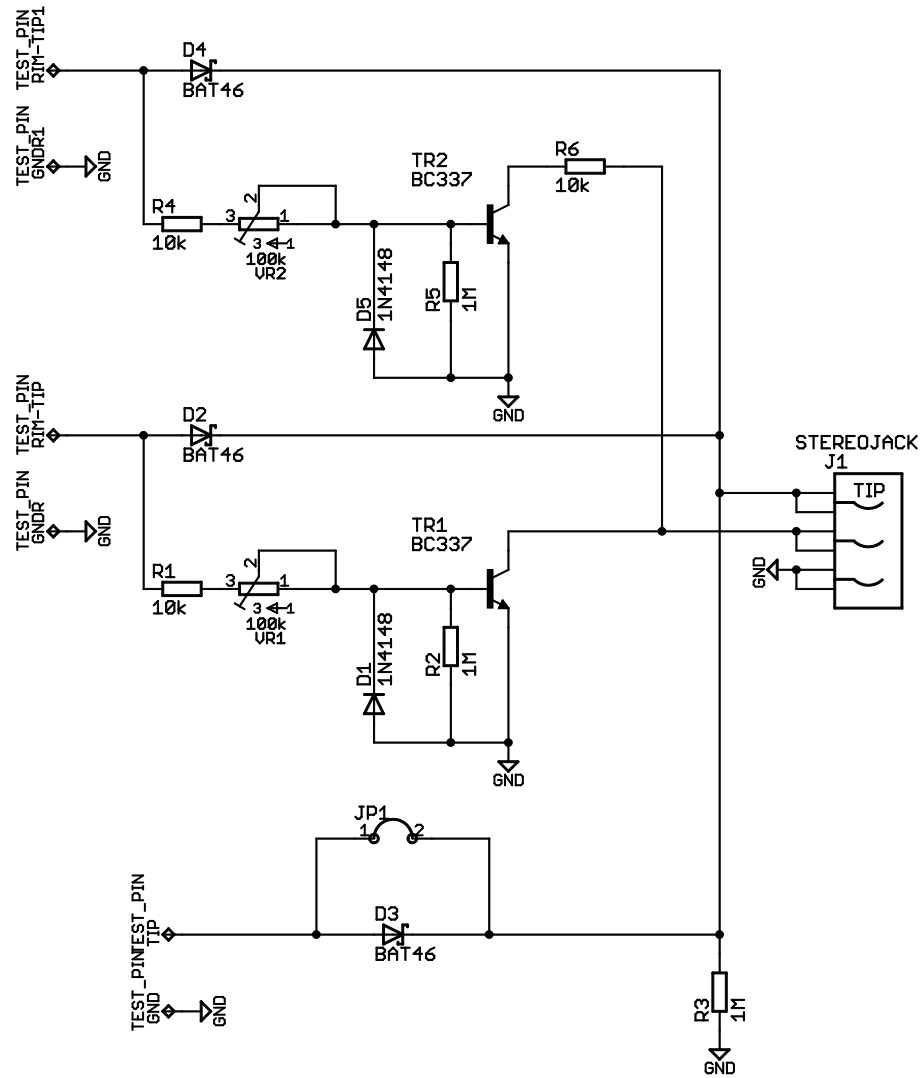 TEST_PIN
RIM-TIP1
D4
BAT46
TEST_PIN
GNDR1
GND
TR2
BC337
R6
10k
R4
10k
3
2
1
3
1
100k
VR2
D5
1N4148
R5
1M
GND
TEST_PIN
RIM-TIP
D2
BAT46
STEREOJACK
J1
TIP
TEST_PIN
GNDR
GND
TR1
BC337
GND
R1
10k
3
2
1
3
1
100k
VR1
D1
1N4148
R2
1M
GND
JP1
1
2
TEST_PIN
TIP
D3
BAT46
TEST_PIN
GND
GND
R3
1M
GND